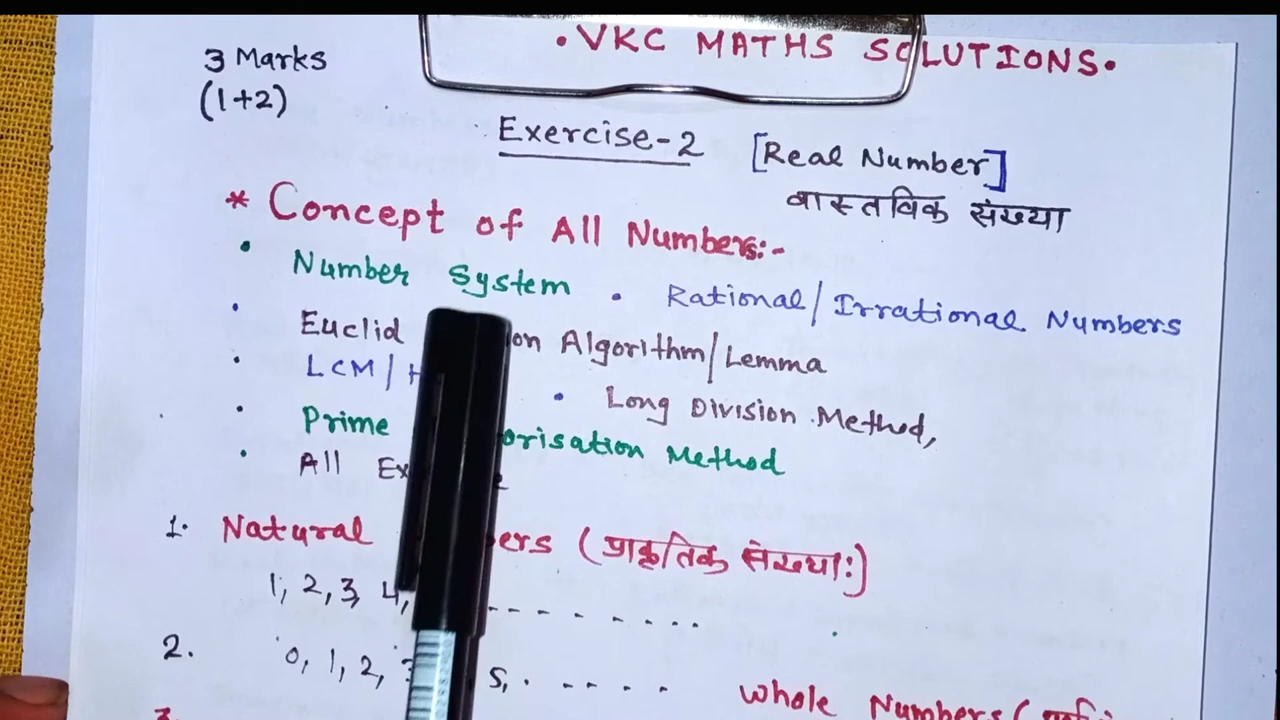 • VKC MATHS SOLUTIONS •
3 Marks
(1+2)
Exercise-2 [Real Number]
वास्तविक संख्या
* Concept of All Numbers:-
• Number System • Rational/Irrational Numbers
• Euclid Algorithm/Lemma
• LCM/
• Long Division Method,
• Prime orisation Method
• All
1. Natural ers (प्राकृतिक संख्याः)
1, 2, 3, 4, - - - - . . . .
2. 0, 1, 2, 5, . - - - -
Whole Numbers (
3.